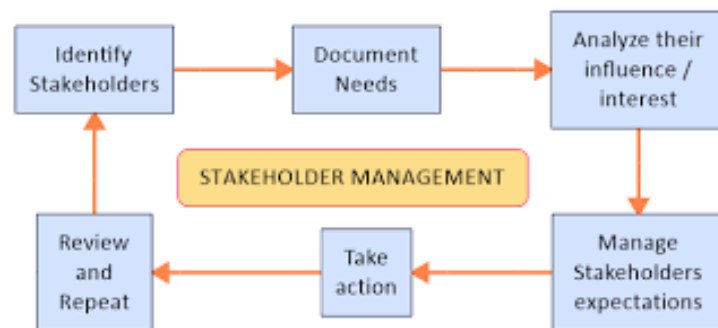 Identify
Stakeholders
Document
Needs
Analyze their
influence /
interest
STAKEHOLDER MANAGEMENT
Manage
Stakeholders
expectations
Take
action
Review
and
Repeat